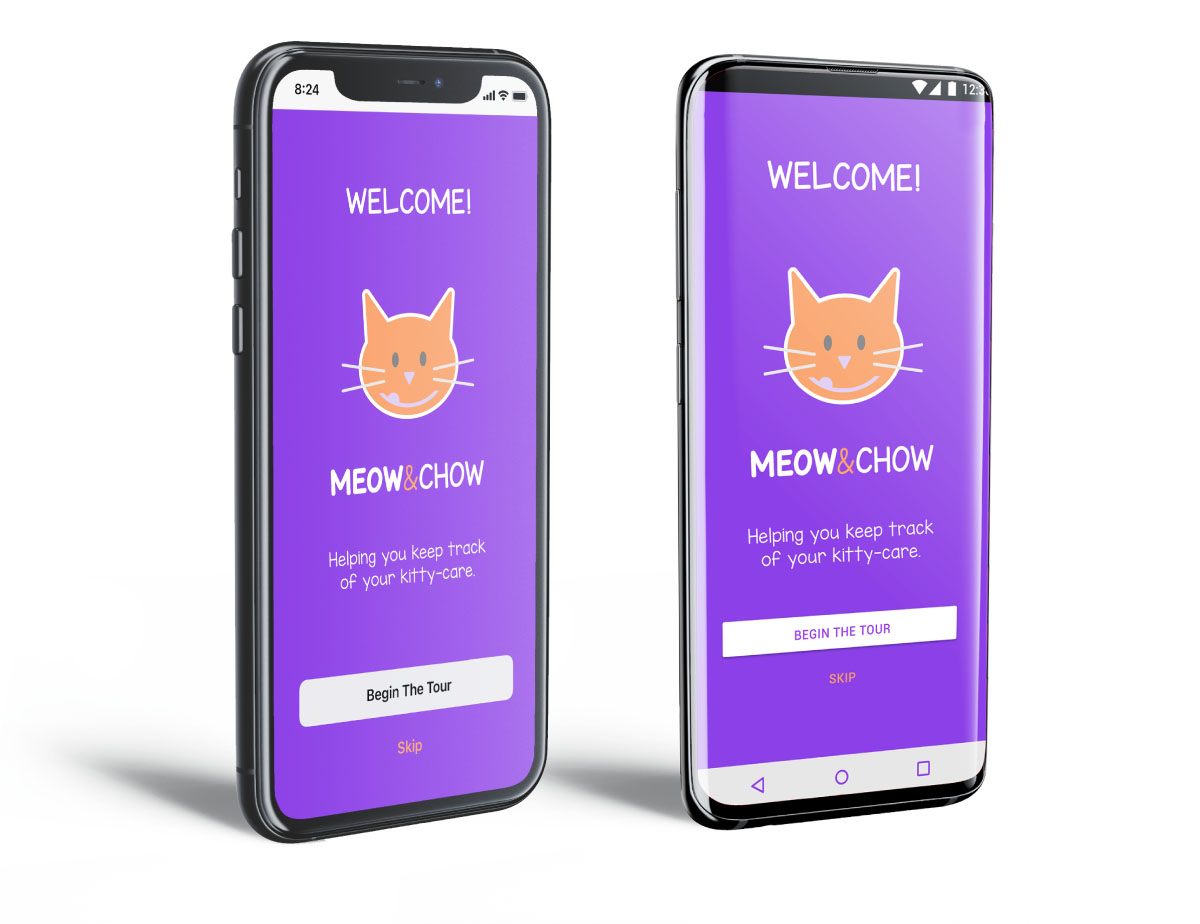 8:24
WELCOME!
MEOW&CHOW
Helping you keep track
of your kitty-care.
Begin The Tour
Skip
12:3
WELCOME!
MEOW&CHOW
Helping you keep track
of your kitty-care.
BEGIN THE TOUR
SKIP